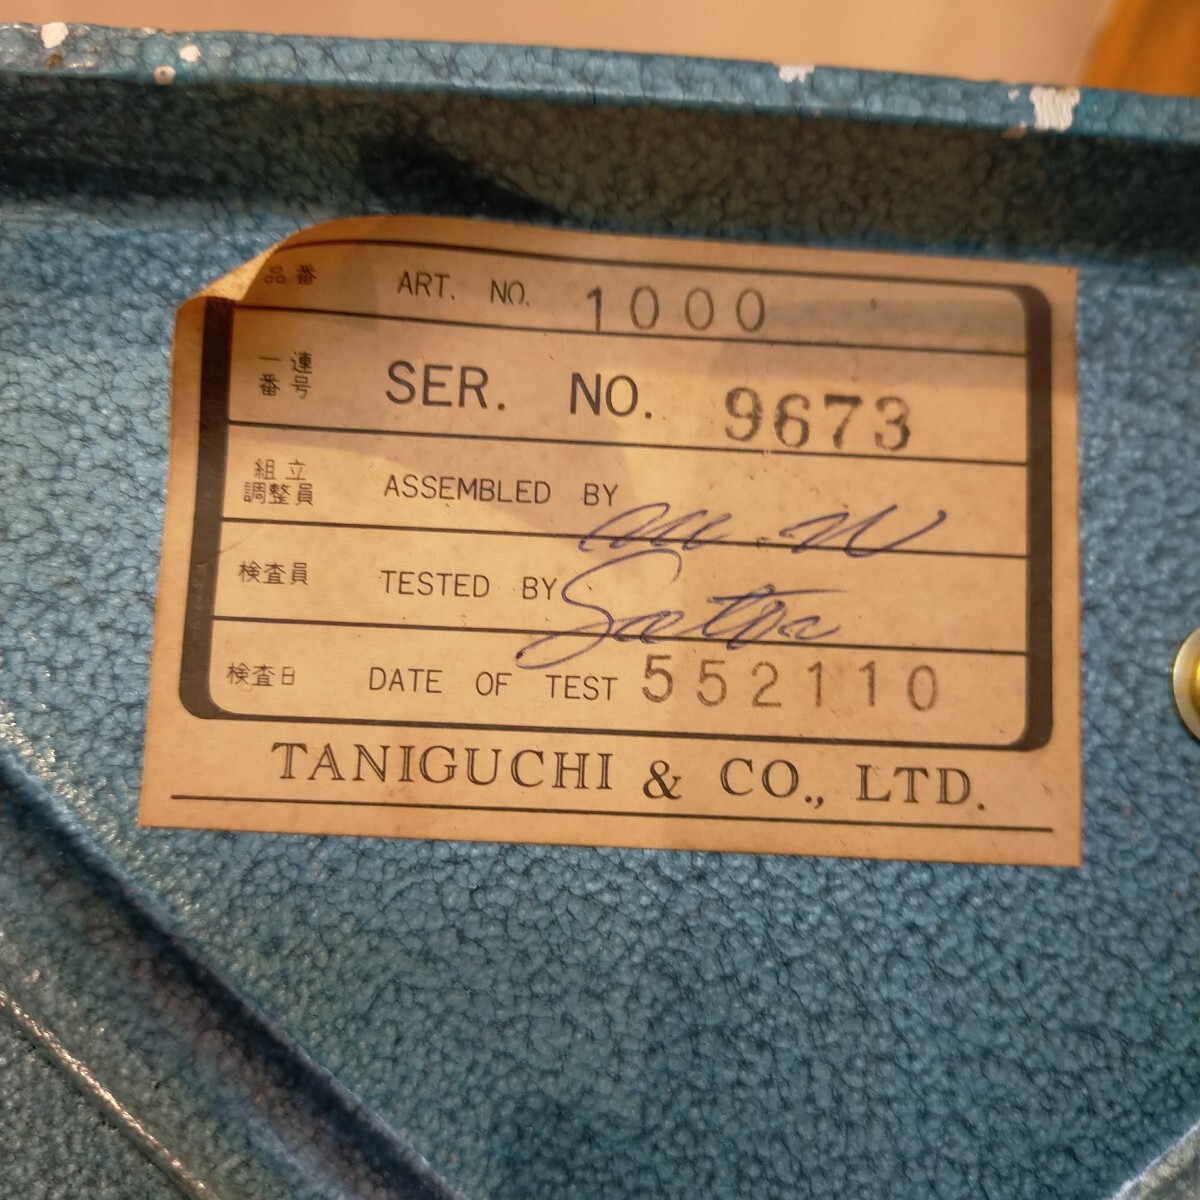 品番 ART. NO. 1000
一連番号 SER. NO. 9673
組立調整員 ASSEMBLED BY
検査員 TESTED BY
検査日 DATE OF TEST 552110
TANIGUCHI & CO., LTD.